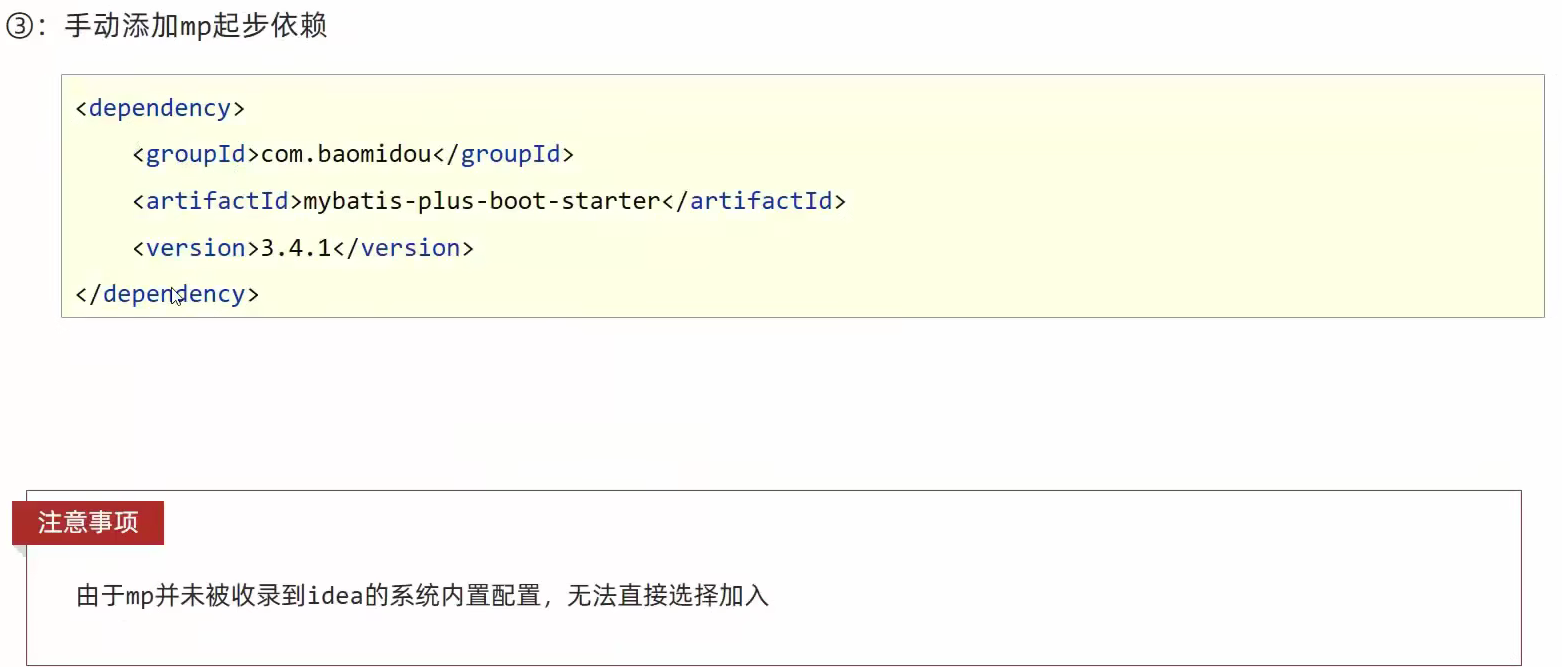 ③：手动添加mp起步依赖
<dependency>
    <groupId>com.baomidou</groupId>
    <artifactId>mybatis-plus-boot-starter</artifactId>
    <version>3.4.1</version>
</dependency>
注意事项
由于mp并未被收录到idea的系统内置配置，无法直接选择加入